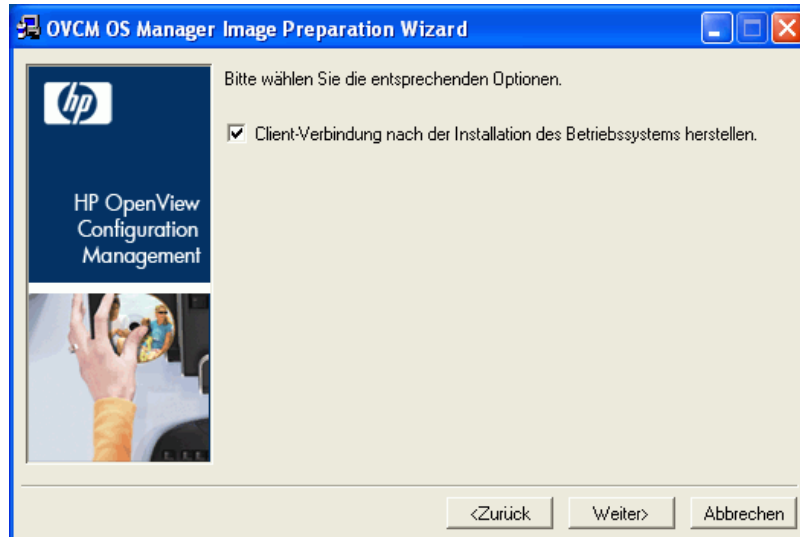 OVCM OS Manager Image Preparation Wizard
hp
HP OpenView
Configuration
Management
Bitte wählen Sie die entsprechenden Optionen.
Client-Verbindung nach der Installation des Betriebssystems herstellen.
<Zurück
Weiter>
Abbrechen